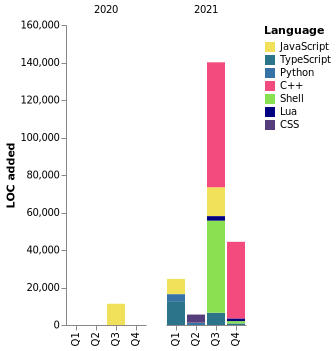 2020 2021
Language
JavaScript
TypeScript
Python
C++
Shell
Lua
CSS
LOC added
160,000
140,000
120,000
100,000
80,000
60,000
40,000
20,000
0
Q1 Q2 Q3 Q4 Q1 Q2 Q3 Q4